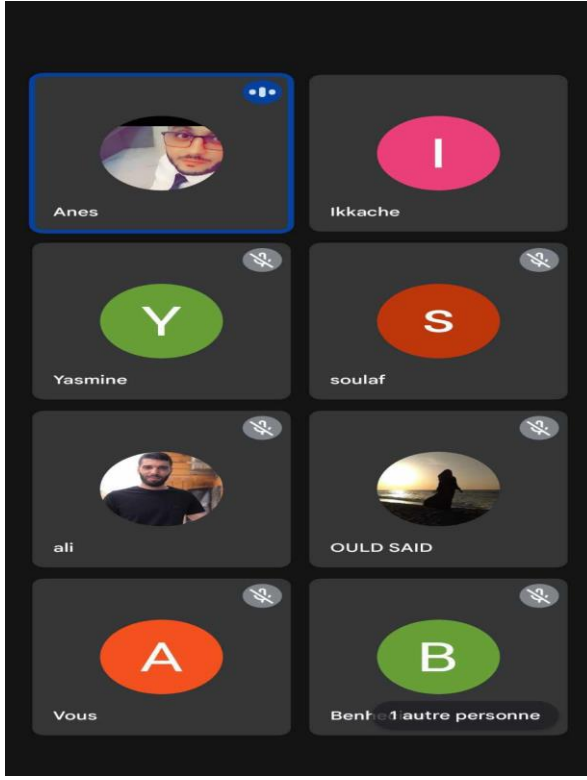 Anes
I
Ikkache
Y
Yasmine
S
soulaf
ali
OULD SAID
A
Vous
B
1 autre personne